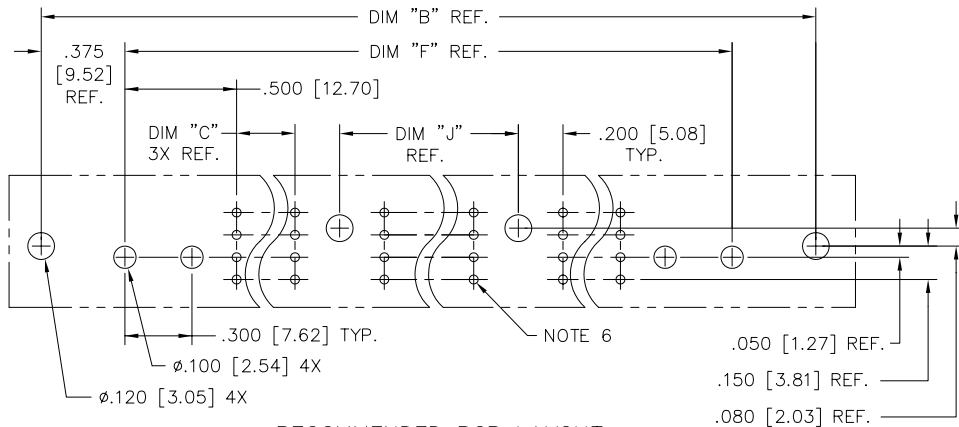 DIM "B" REF.
DIM "F" REF.
.375
[9.52]
REF.
.500 [12.70]
DIM "C"
3X REF.
DIM "J"
REF.
.200 [5.08]
TYP.
.300 [7.62] TYP.
NOTE 6
.050 [1.27] REF.
ø.100 [2.54] 4X
.150 [3.81] REF.
ø.120 [3.05] 4X
.080 [2.03] REF.